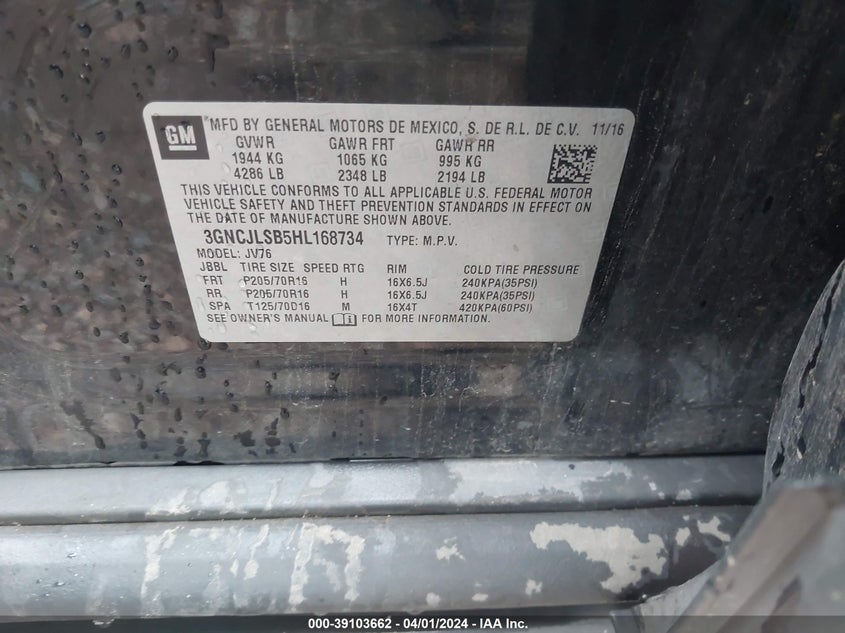 GM
MFD BY GENERAL MOTORS DE MEXICO, S. DE R.L. DE C.V. 11/16
GVWR GAWR FRT GAWR RR
1944 KG 1065 KG 995 KG
4286 LB 2348 LB 2194 LB
THIS VEHICLE CONFORMS TO ALL APPLICABLE U.S. FEDERAL MOTOR
VEHICLE SAFETY AND THEFT PREVENTION STANDARDS IN EFFECT ON
THE DATE OF MANUFACTURE SHOWN ABOVE.
3GNCJLSB5HL168734 TYPE: M.P.V.
MODEL: JV76
JBBL TIRE SIZE SPEED RTG RIM COLD TIRE PRESSURE
FRT P205/70R16 H 16X6.5J 240KPA(35PSI)
RR P205/70R16 H 16X6.5J 240KPA(35PSI)
SPA T125/70D16 M 16X4T 420KPA(60PSI)
SEE OWNER'S MANUAL FOR MORE INFORMATION.
000-39103662 - 04/01/2024 - IAA Inc.